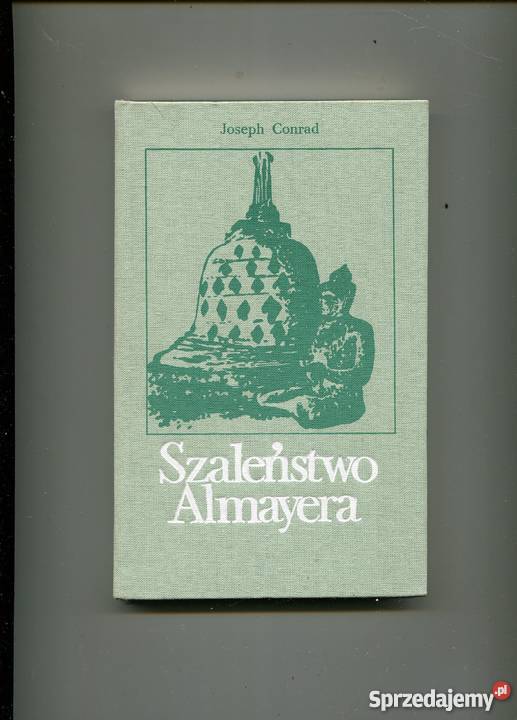 Joseph Conrad
Szaleństwo
Almayera
Sprzedajemy.pl